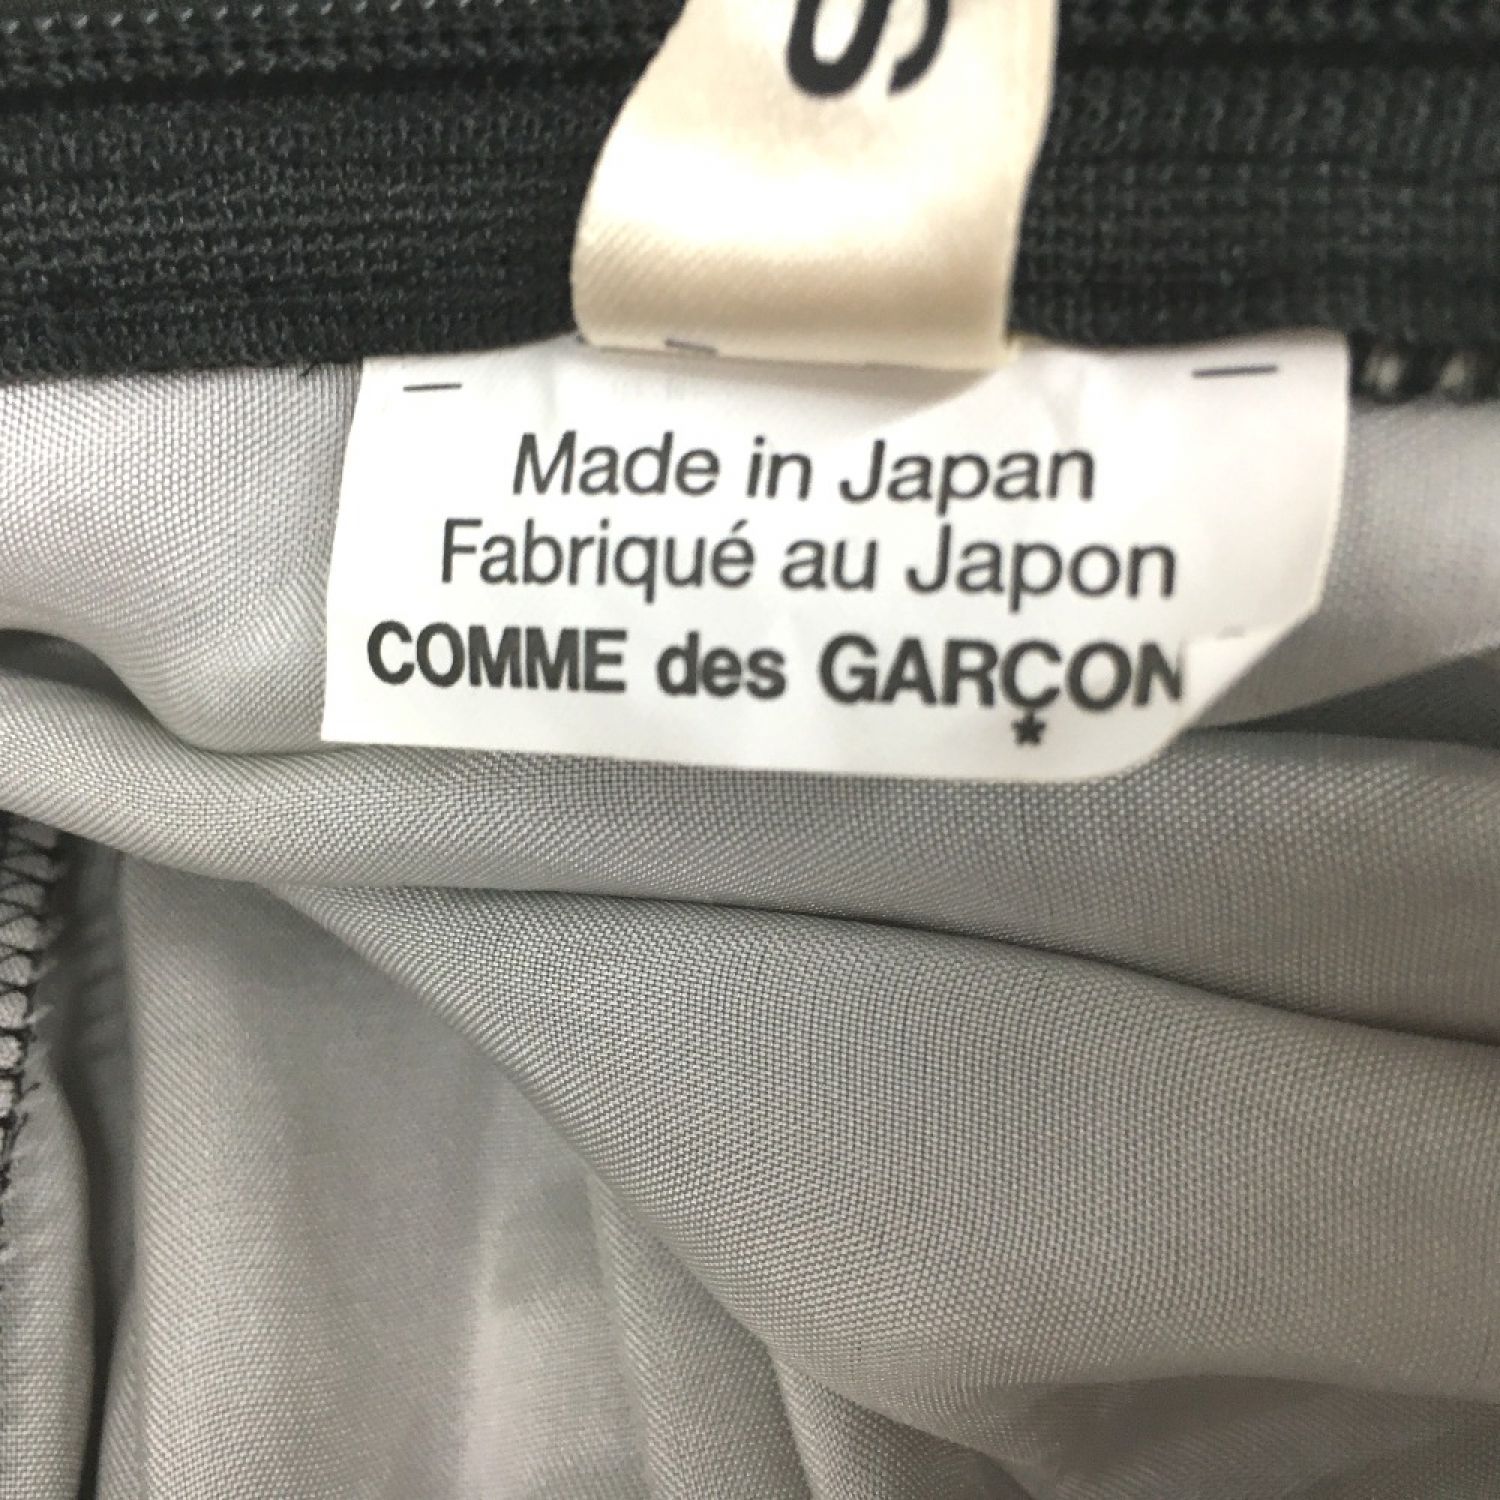 S
Made in Japan
Fabriqué au Japon
COMME des GARÇON